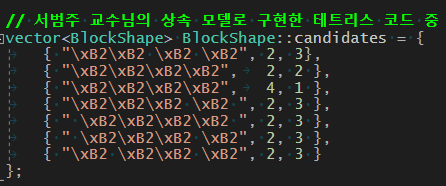 // 서범주 교수님의 상속 모델로 구현한 테트리스 코드 중
vector<BlockShape> BlockShape::candidates = {
{ "\xB2\xB2 \xB2 \xB2", 2, 3},
{ "\xB2\xB2\xB2\xB2", 2, 2 },
{ "\xB2\xB2\xB2\xB2", 4, 1 },
{ "\xB2 \xB2\xB2 \xB2", 2, 3 },
{ " \xB2\xB2\xB2\xB2 ", 2, 3 },
{ " \xB2 \xB2\xB2\xB2", 2, 3 },
{ "\xB2 \xB2\xB2 \xB2", 2, 3 }
};